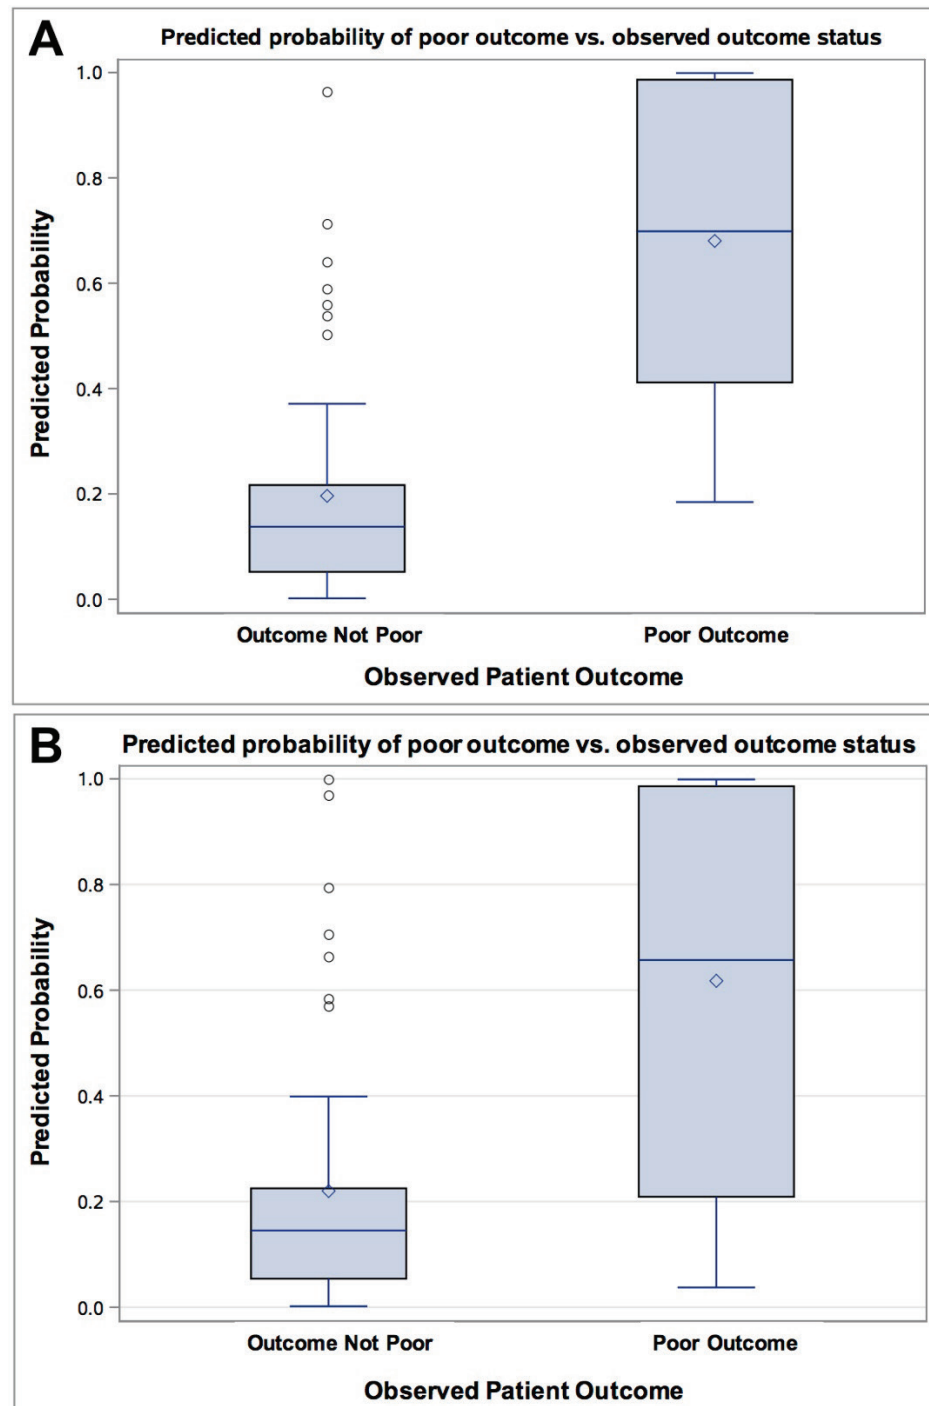 A
Predicted probability of poor outcome vs. observed outcome status
1.0
0.8
0.6
0.4
0.2
0.0
Predicted Probability
Outcome Not Poor
Poor Outcome
Observed Patient Outcome
B
Predicted probability of poor outcome vs. observed outcome status
1.0
0.8
0.6
0.4
0.2
0.0
Predicted Probability
Outcome Not Poor
Poor Outcome
Observed Patient Outcome